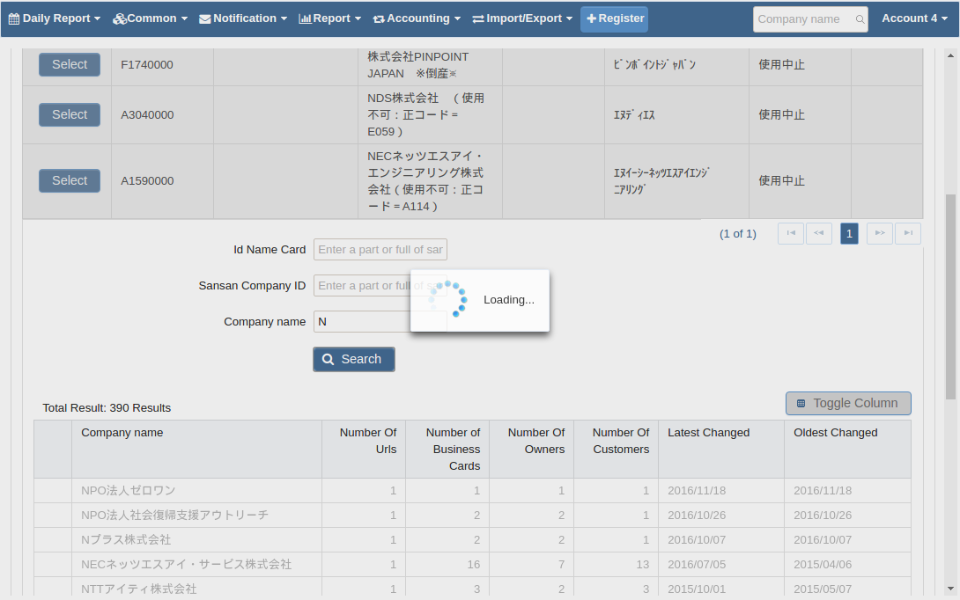 Daily Report Common Notification Report Accounting Import/Export Register Company name Account 4
Select F1740000 株式会社PINPOINT JAPAN ※倒産※ ﾋﾟﾝﾎﾟｲﾝﾄｼﾞｬﾊﾟﾝ 使用中止
Select A3040000 NDS株式会社 （使用不可：正コード＝E059） ｴﾇﾃﾞｨｴｽ 使用中止
Select A1590000 NECネッツエスアイ・エンジニアリング株式会社（使用不可：正コード＝A114） ｴﾇｲｰｼｰﾈｯﾂｴｽｱｲｴﾝｼﾞﾆｱﾘﾝｸﾞ 使用中止
(1 of 1) 1
Id Name Card Enter a part or full of sar
Sansan Company ID Enter a part or full of
Loading...
Company name N
Search
Total Result: 390 Results Toggle Column
Company name Number Of Urls Number of Business Cards Number Of Owners Number Of Customers Latest Changed Oldest Changed
NPO法人ゼロワン 1 1 1 1 2016/11/18 2016/11/18
NPO法人社会復帰支援アウトリーチ 1 2 2 1 2016/10/26 2016/10/26
Nプラス株式会社 1 2 2 1 2016/10/07 2016/10/07
NECネッツエスアイ・サービス株式会社 1 16 7 13 2016/07/05 2015/04/06
NTTアイティ株式会社 1 3 2 3 2015/10/01 2015/05/07